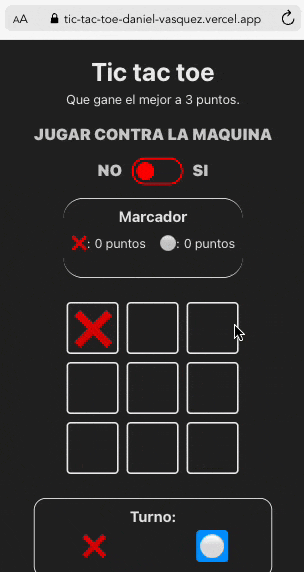 AA tic-tac-toe-daniel-vasquez.vercel.app
Tic tac toe
Que gane el mejor a 3 puntos.
JUGAR CONTRA LA MAQUINA
NO SI
Marcador
❌: 0 puntos ⚪: 0 puntos
Turno: